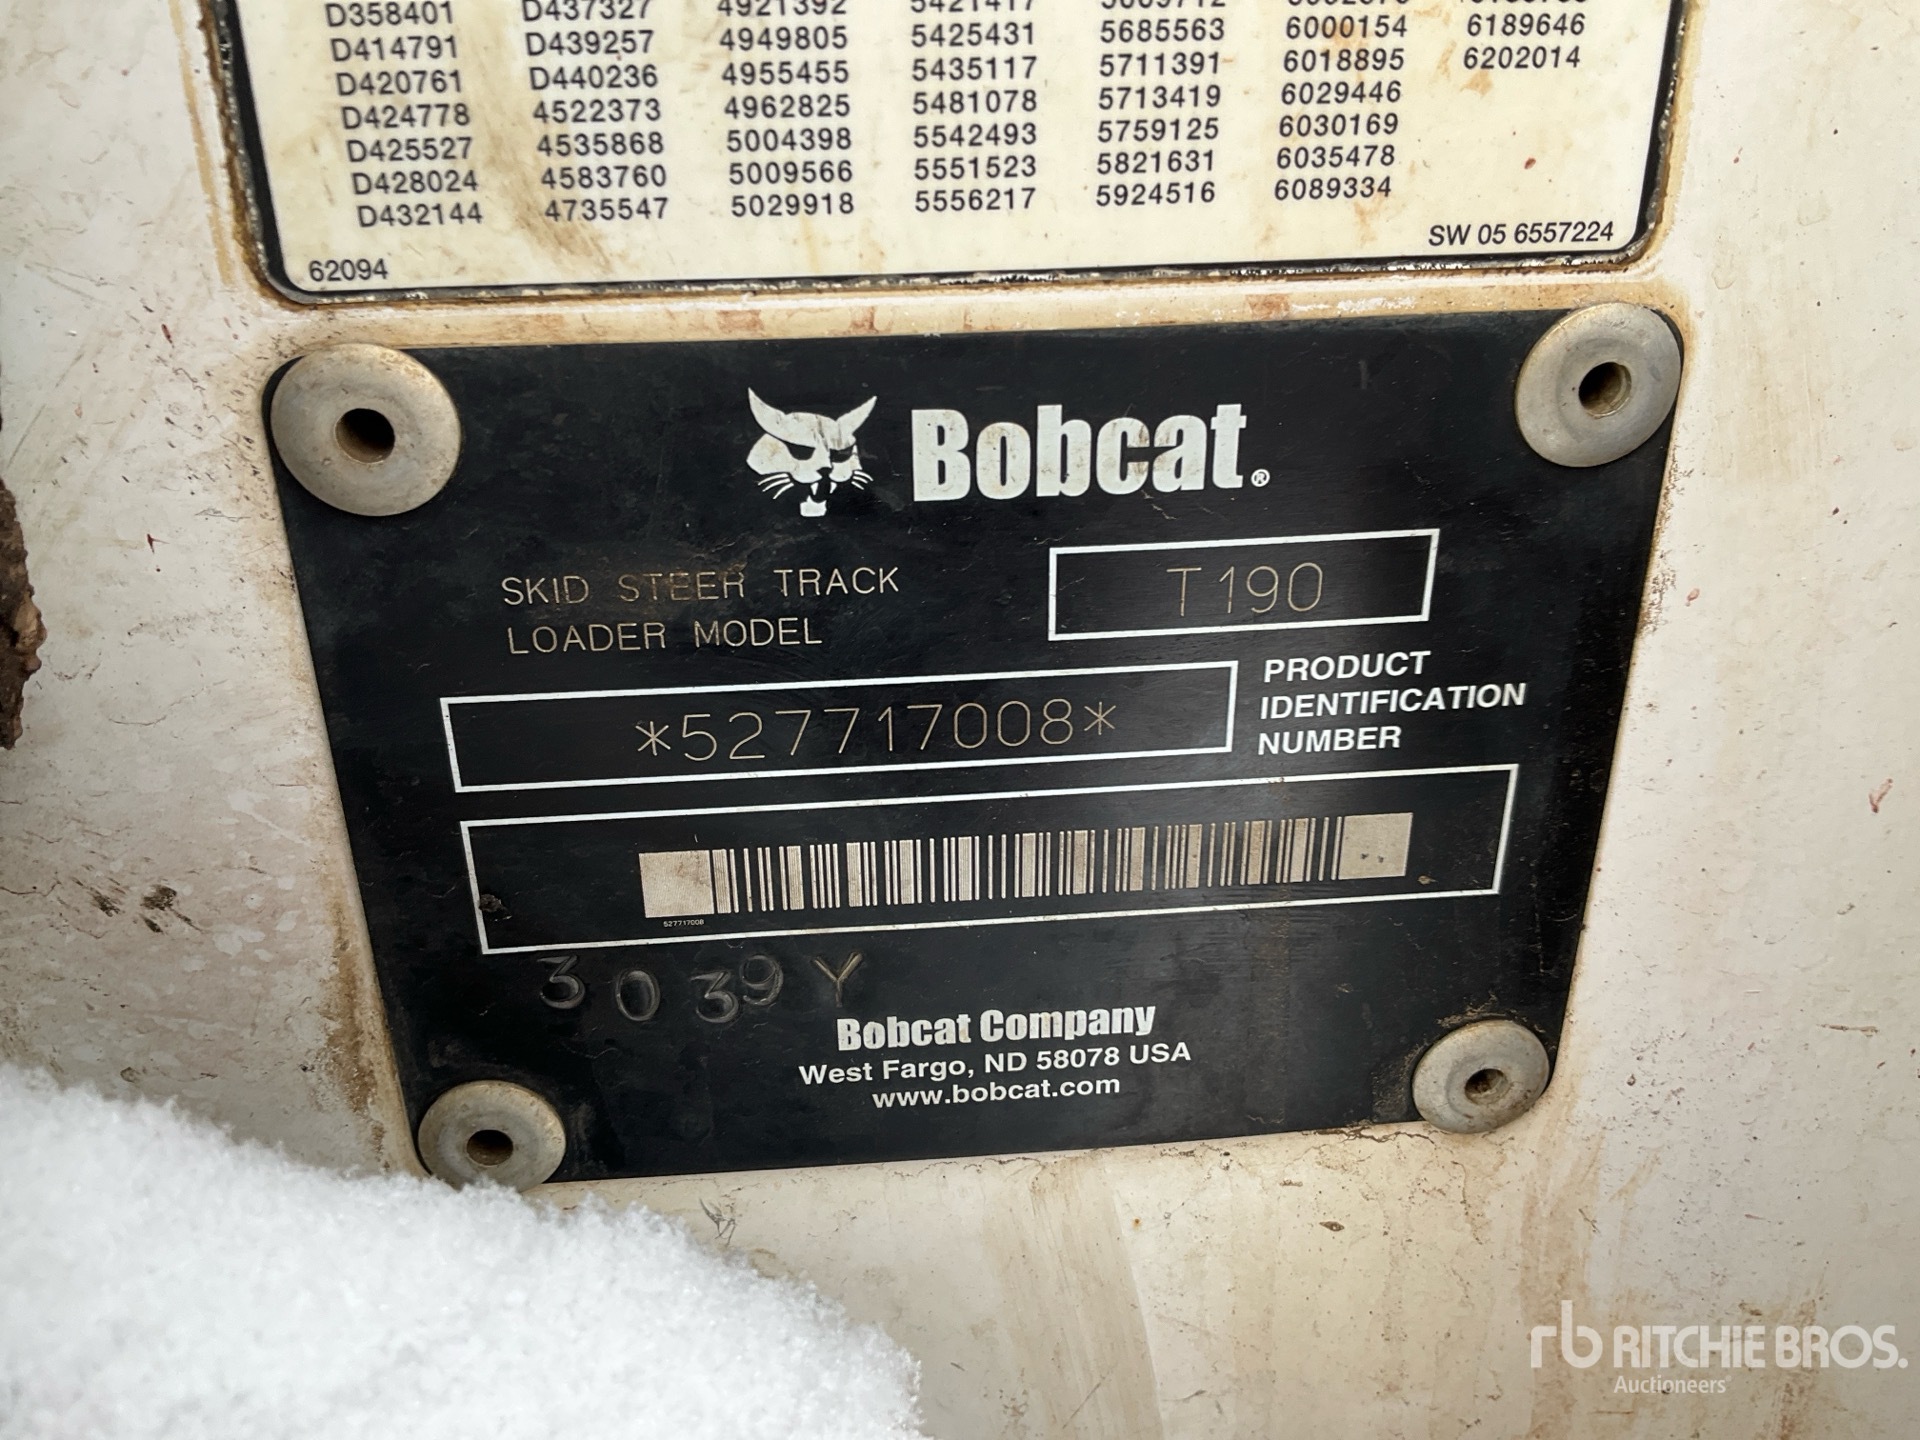 D358401 D437327 4921392 5421417
D414791 D439257 4949805 5425431 5685563 6000154 6189646
D420761 D440236 4955455 5435117 5711391 6018895 6202014
D424778 4522373 4962825 5481078 5713419 6029446
D425527 4535868 5004398 5542493 5759125 6030169
D428024 4583760 5009566 5551523 5821631 6035478
D432144 4735547 5029918 5556217 5924516 6089334
SW 05 6557224
62094
Bobcat®
SKID STEER TRACK
LOADER MODEL
T190
*527717008*
PRODUCT
IDENTIFICATION
NUMBER
527717008
3039Y
Bobcat Company
West Fargo, ND 58078 USA
www.bobcat.com
rb RITCHIE BROS.
Auctioneers